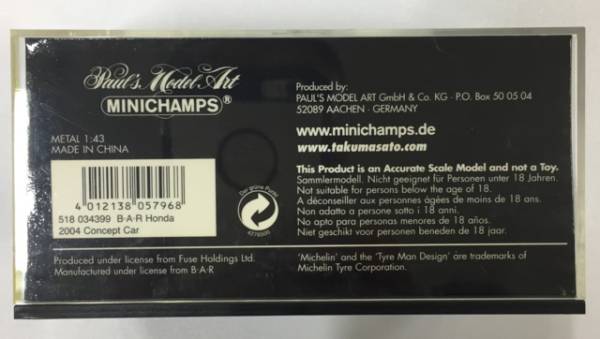 Paul's Model Art
MINICHAMPS®
METAL 1:43
MADE IN CHINA
4 012138 057968
518 034399 B·A·R Honda
2004 Concept Car
Der grüne Punkt
Produced by:
PAUL'S MODEL ART GmbH & Co. KG · P.O. Box 50 05 04
52089 AACHEN · GERMANY
www.minichamps.de
www.takumasato.com
This Product is an Accurate Scale Model and not a Toy.
Sammlermodell. Nicht geeignet für Personen unter 18 Jahren.
Not suitable for persons below the age of 18.
A déconseiller aux personnes âgées de moins de 18 ans.
Non adatto a persone sotto i 18 anni.
No apto para personas menores de 18 años.
Niet geschikt voor personen beneden de 18 jaar.
Produced under license from Fuse Holdings Ltd.
Manufactured under license from B·A·R
'Michelin' and the 'Tyre Man Design' are trademarks of
Michelin Tyre Corporation.